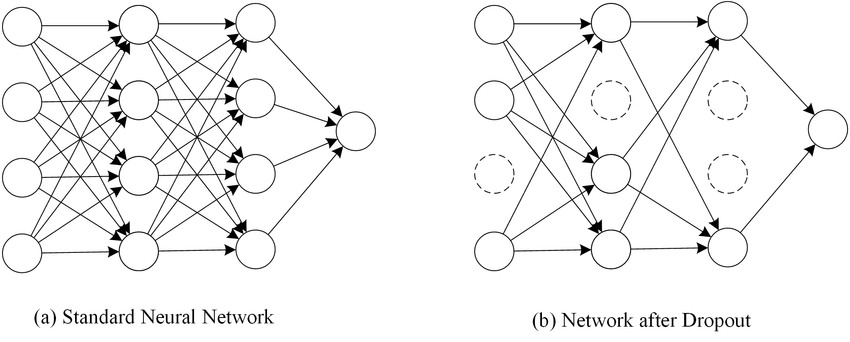 (a) Standard Neural Network
(b) Network after Dropout